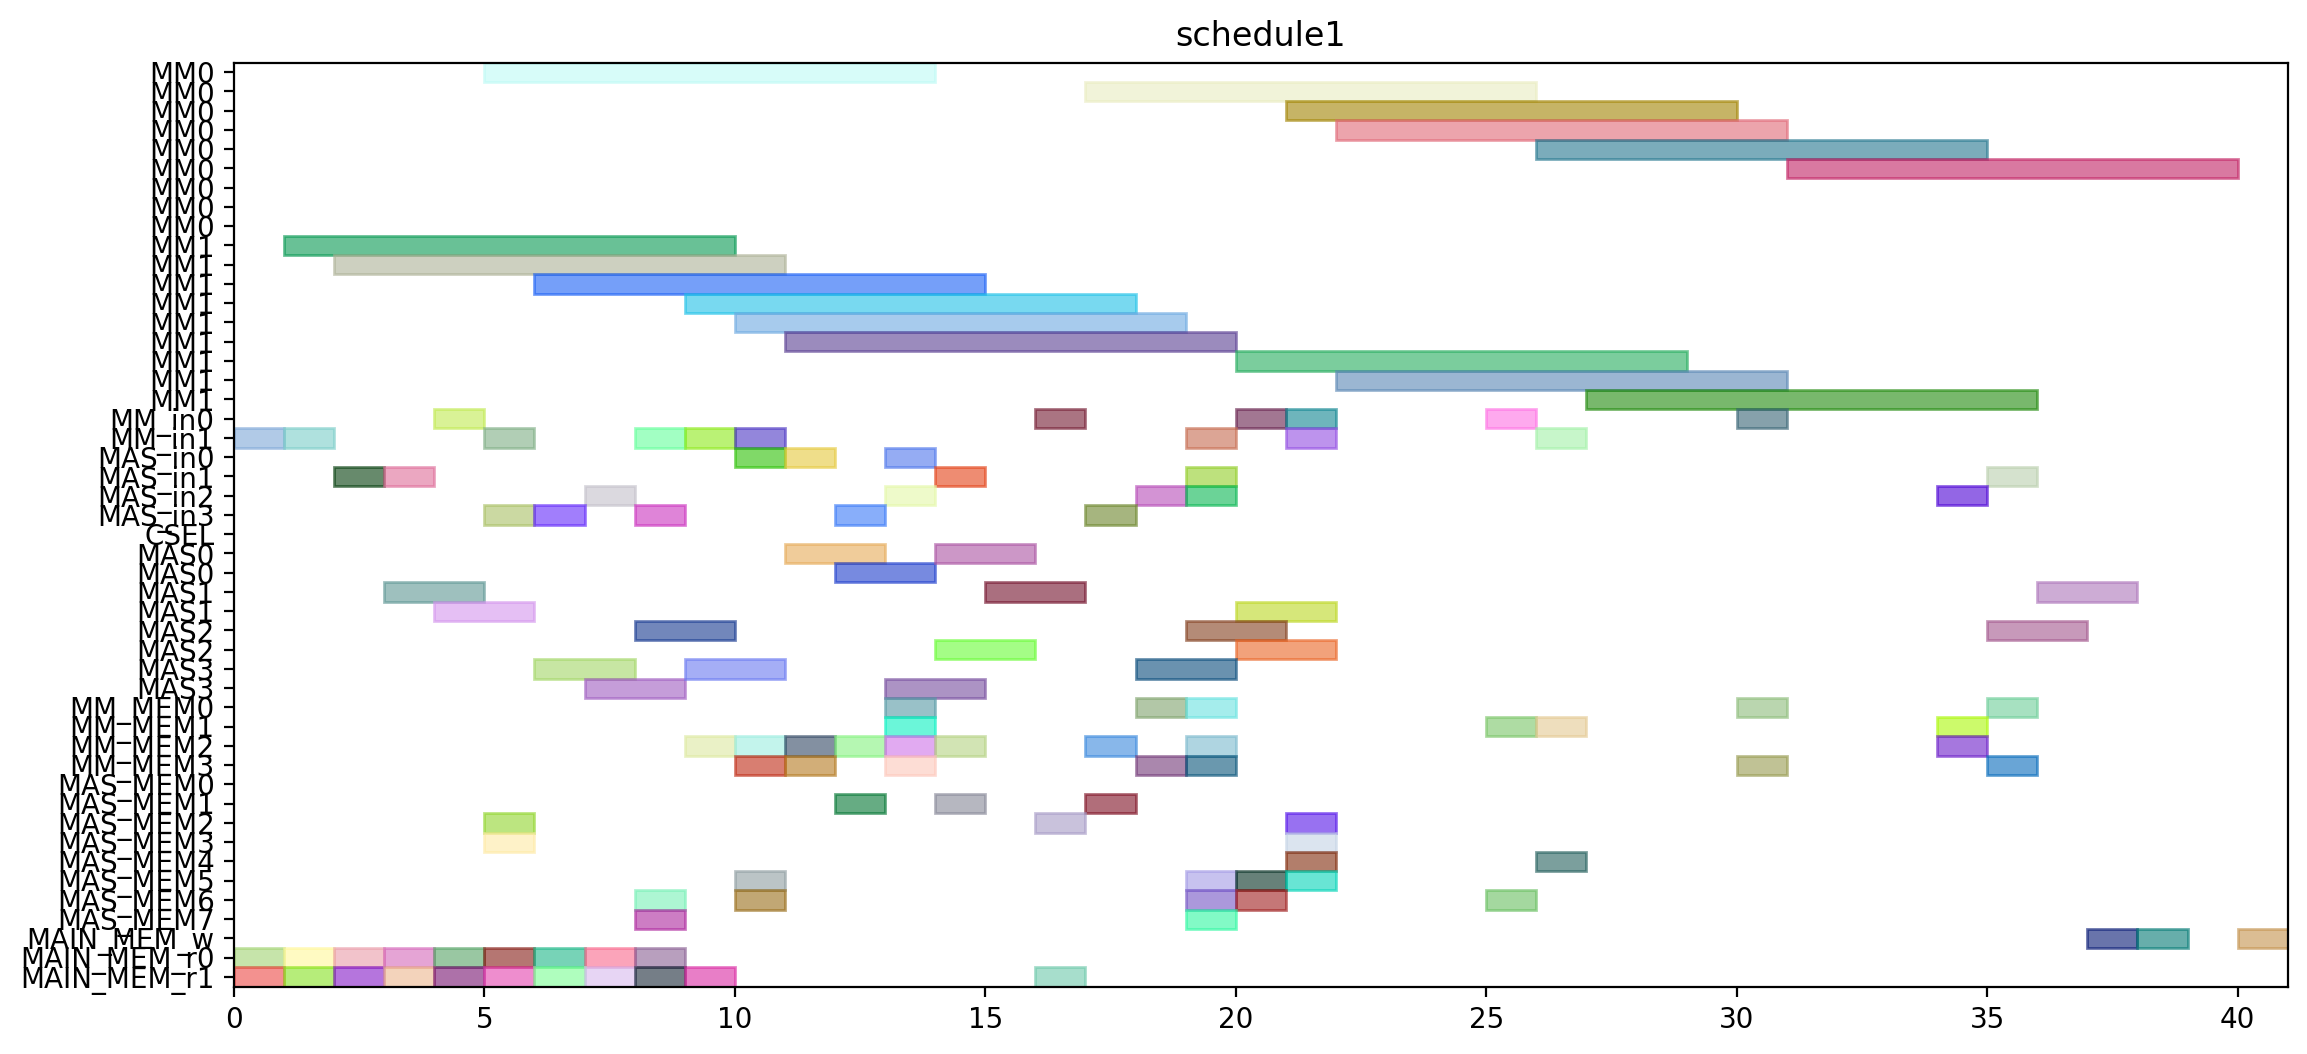 schedule1
MM0
MM0
MM0
MM0
MM0
MM0
MM0
MM0
MM0
MM1
MM1
MM1
MM1
MM1
MM1
MM1
MM1
MM1
MM_in0
MM_in1
MAS_in0
MAS_in1
MAS_in2
MAS_in3
CSEL
MAS0
MAS0
MAS1
MAS1
MAS2
MAS2
MAS3
MAS3
MM_MEM0
MM_MEM1
MM_MEM2
MM_MEM3
MAS_MEM0
MAS_MEM1
MAS_MEM2
MAS_MEM3
MAS_MEM4
MAS_MEM5
MAS_MEM6
MAS_MEM7
MAIN_MEM_w
MAIN_MEM_r0
MAIN_MEM_r1
0 5 10 15 20 25 30 35 40